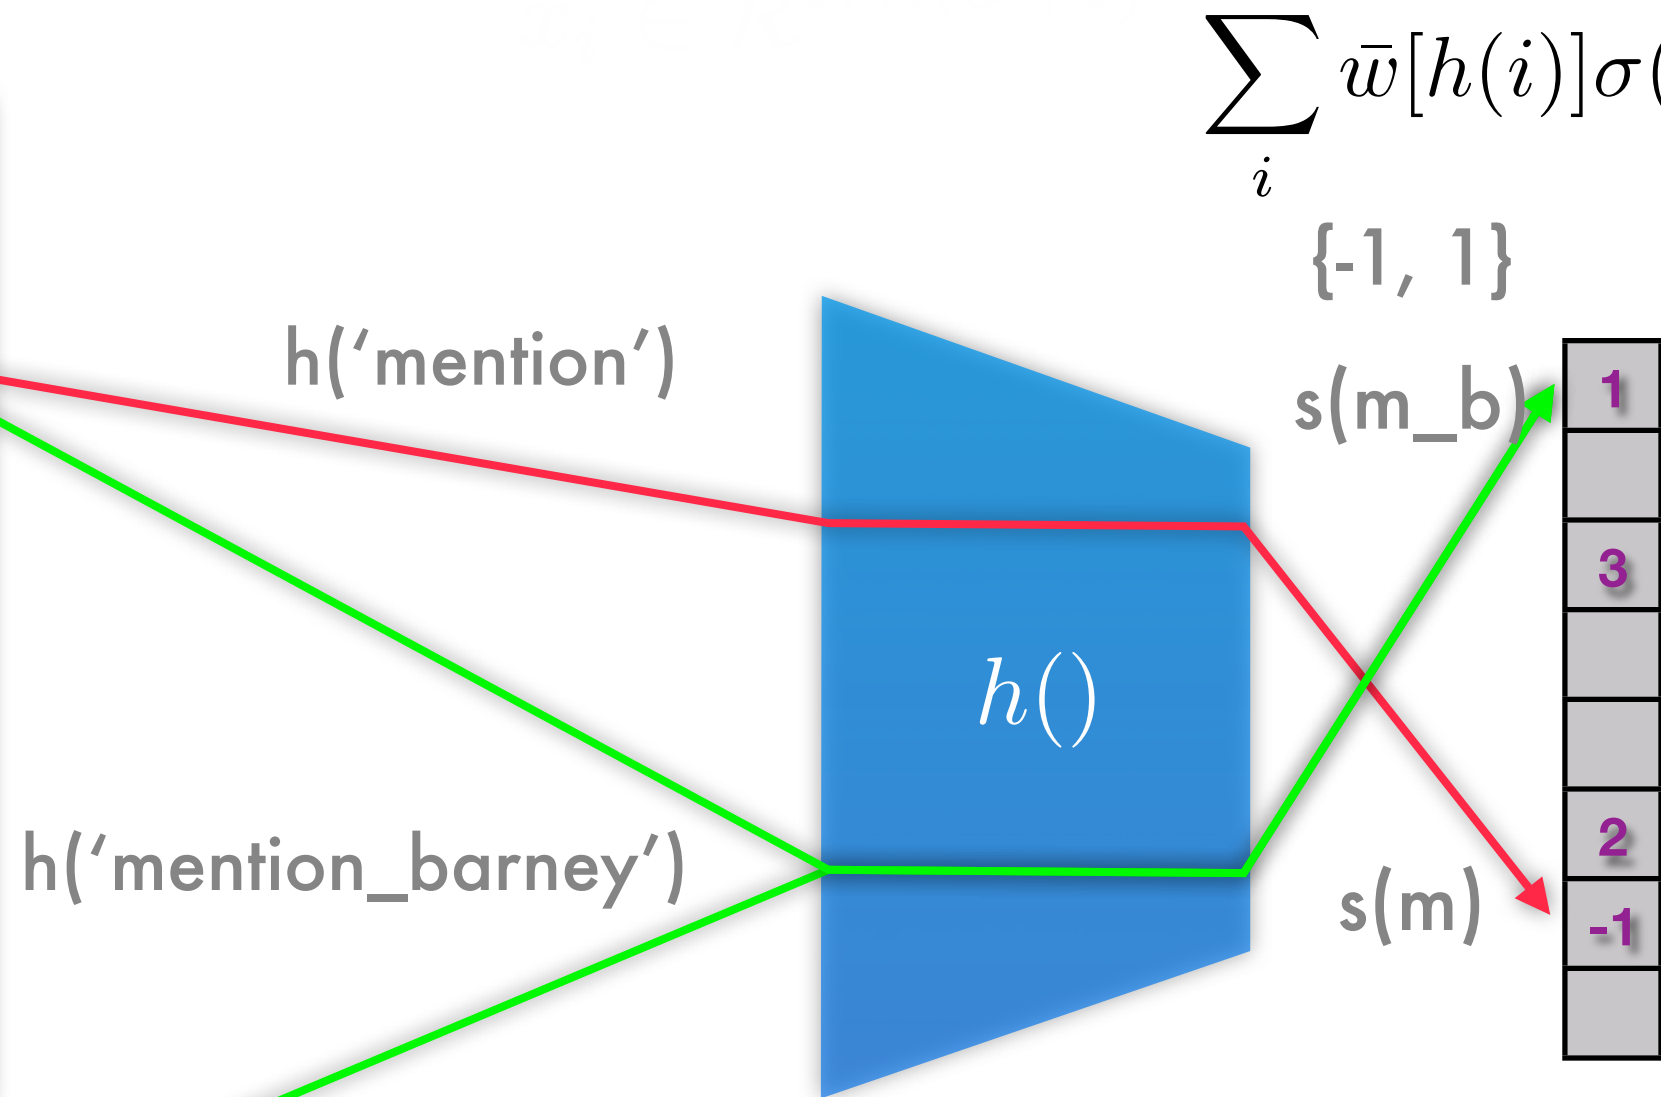 ∑ w̄[h(i)]σ(
i
{-1, 1}
h(‘mention’)
s(m_b)
1
3
h()
2
h(‘mention_barney’)
s(m)
-1